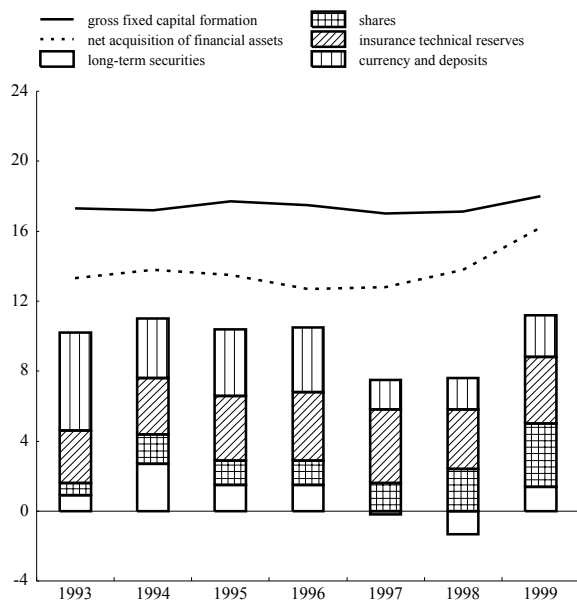 gross fixed capital formation
net acquisition of financial assets
long-term securities
shares
insurance technical reserves
currency and deposits
24
20
16
12
8
4
0
-4
1993 1994 1995 1996 1997 1998 1999